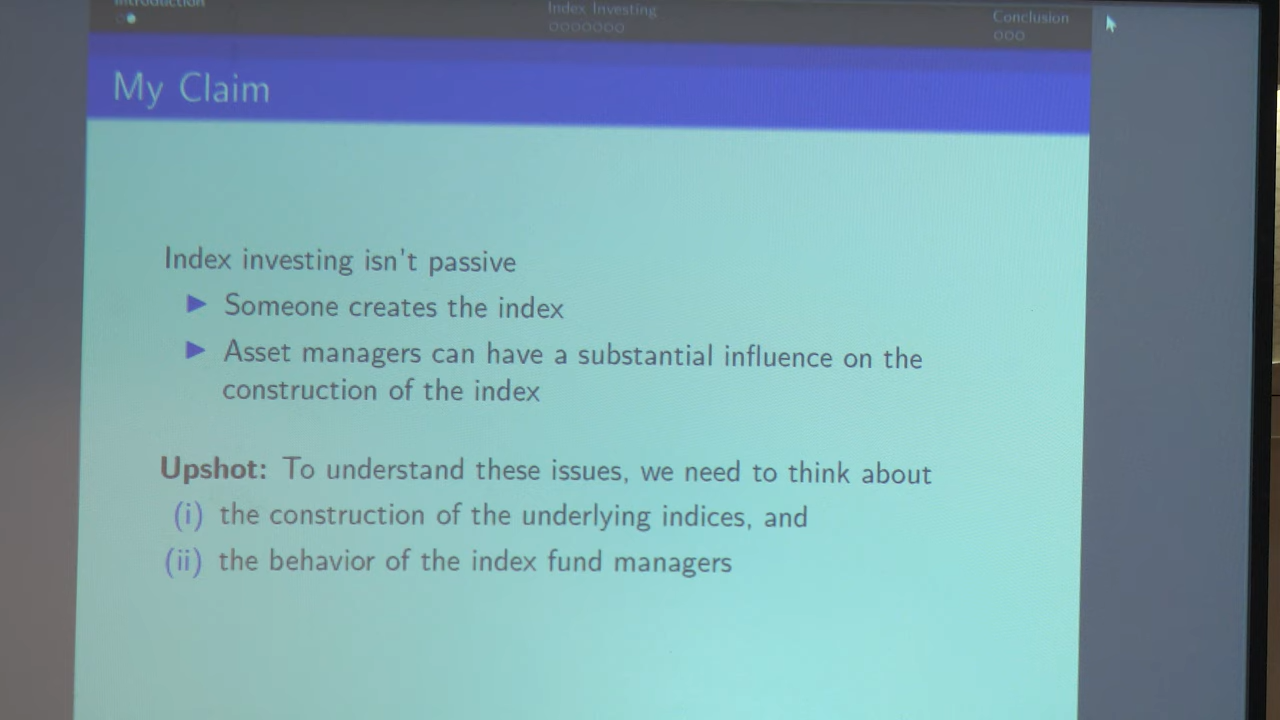 Introduction
Index Investing
Conclusion
My Claim
Index investing isn't passive
Someone creates the index
Asset managers can have a substantial influence on the
construction of the index
Upshot: To understand these issues, we need to think about
(i) the construction of the underlying indices, and
(ii) the behavior of the index fund managers